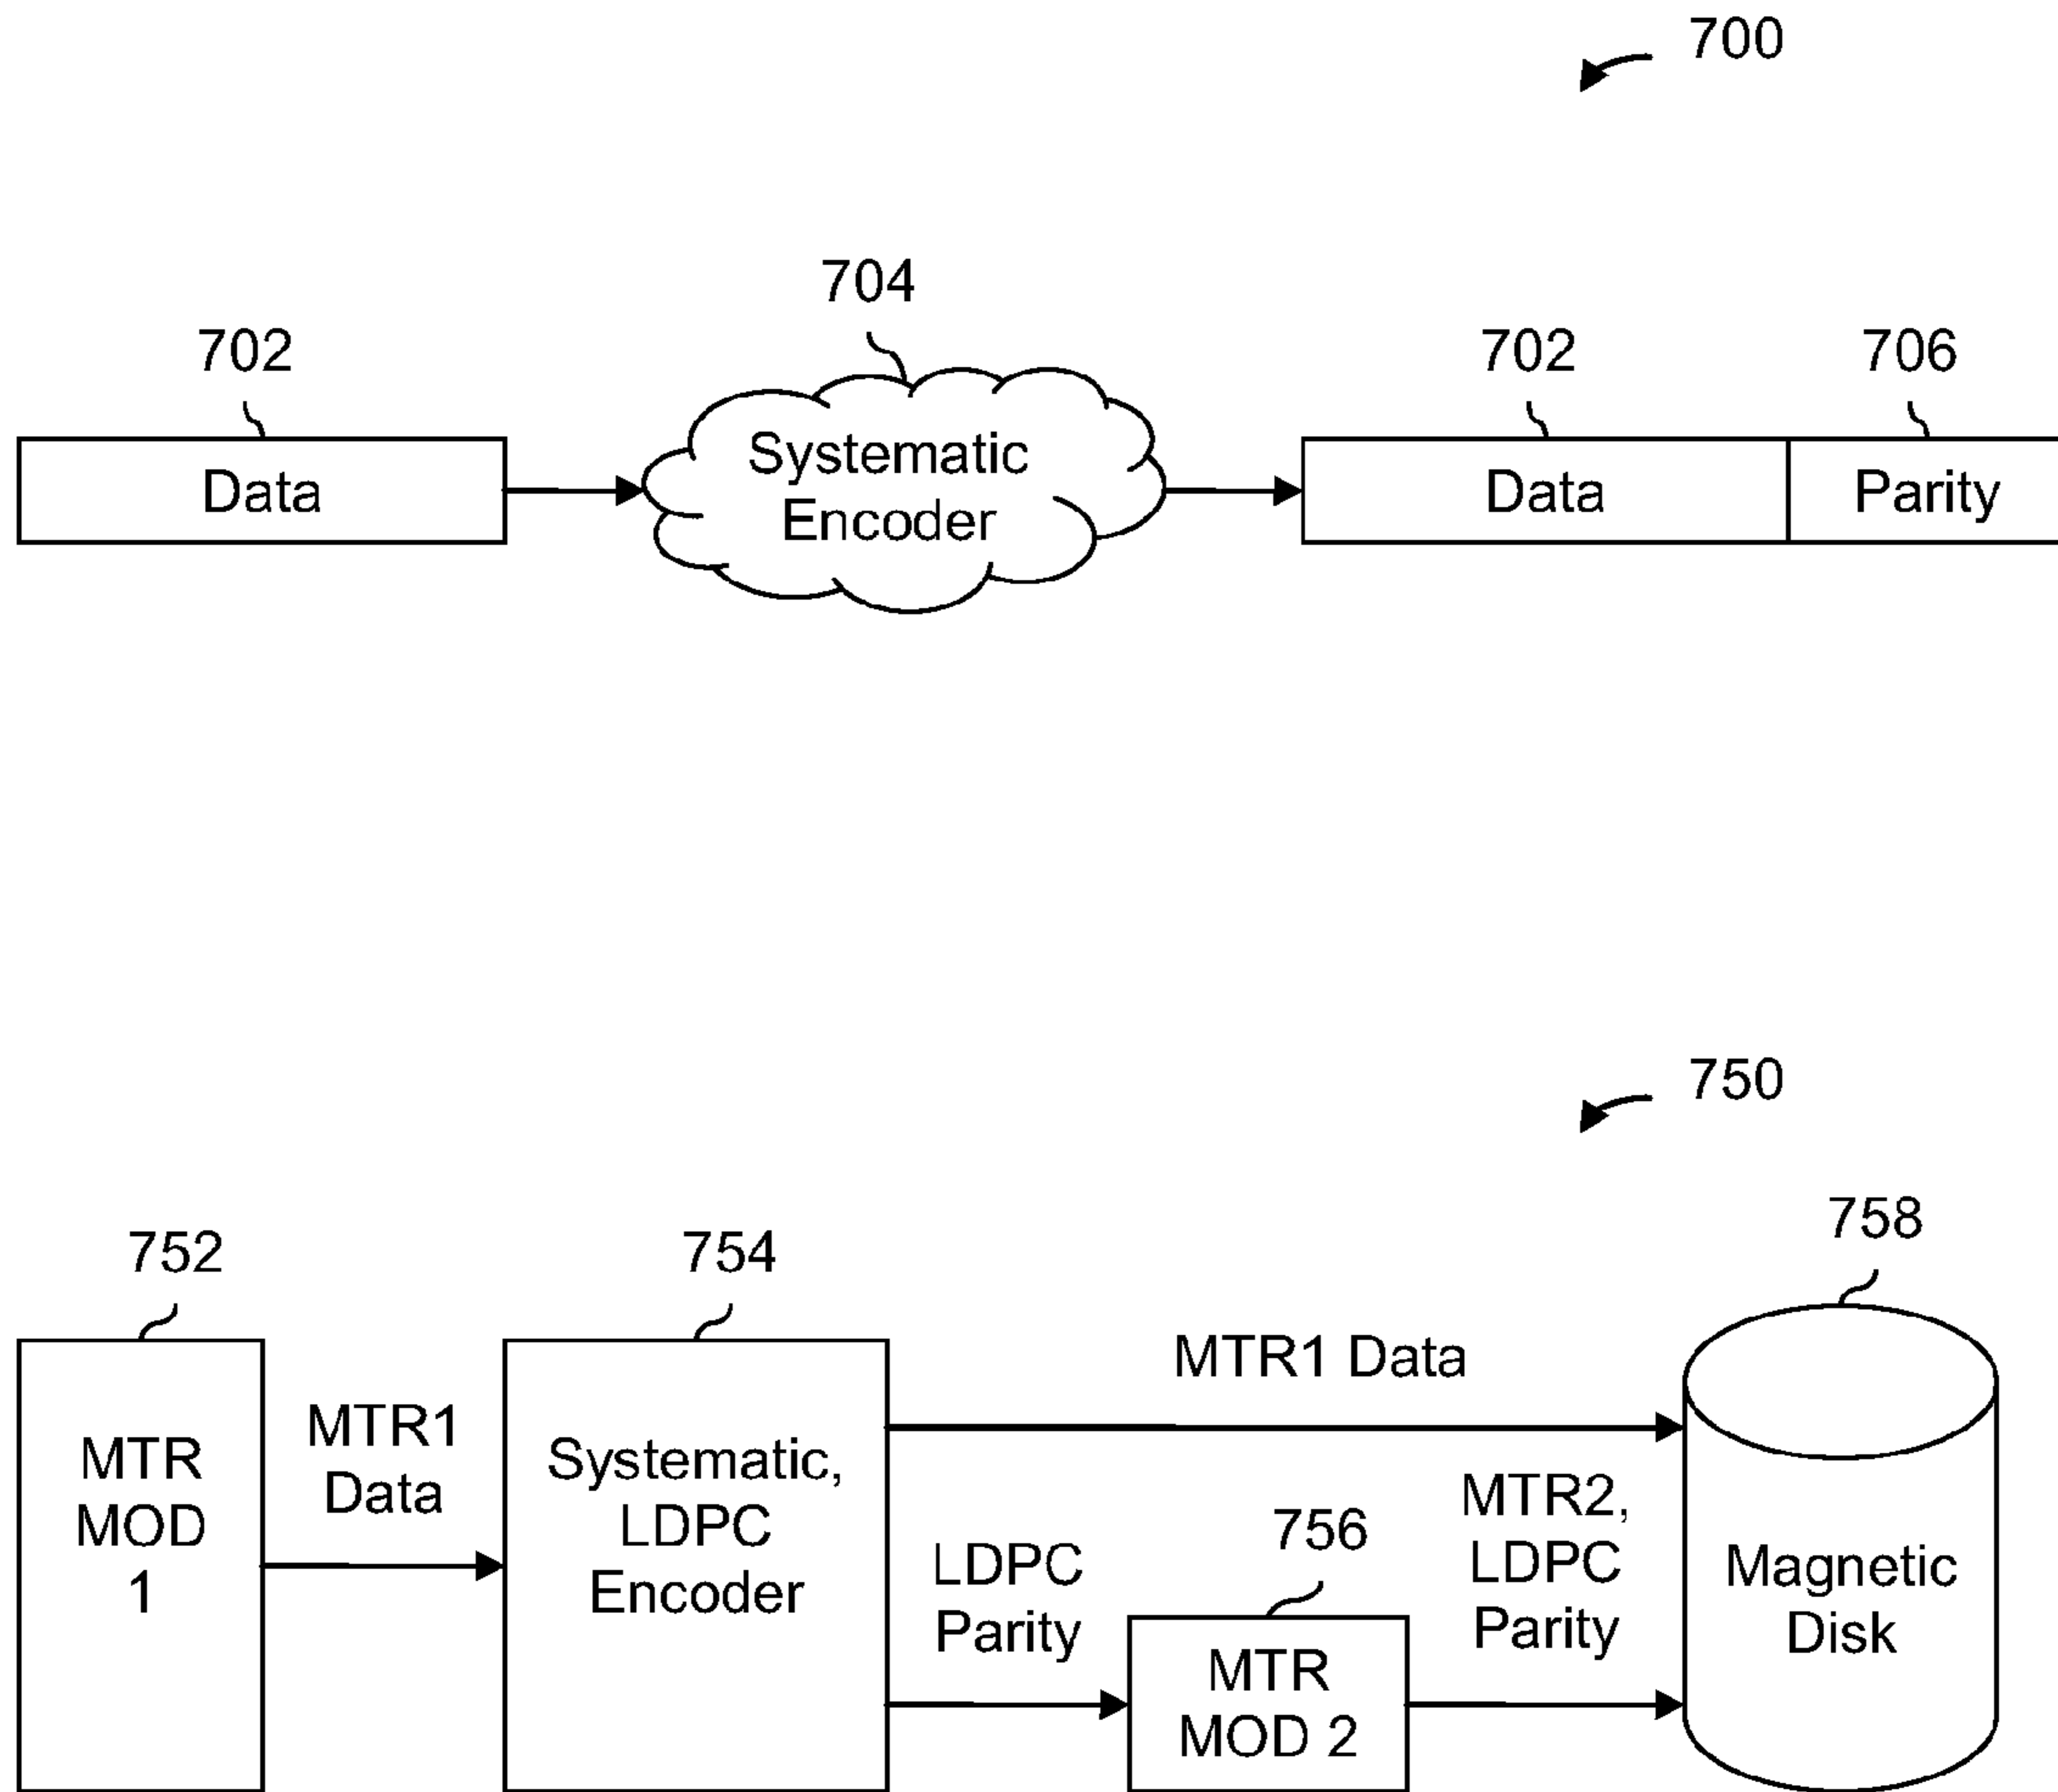 700
704
702
702
706
Systematic
Encoder
Data
Data
Parity
750
758
752
754
MTR1 Data
MTR
MOD
1
MTR1
Data
Systematic,
LDPC
Encoder
LDPC
Parity
756
MTR
MOD 2
MTR2,
LDPC
Parity
Magnetic
Disk